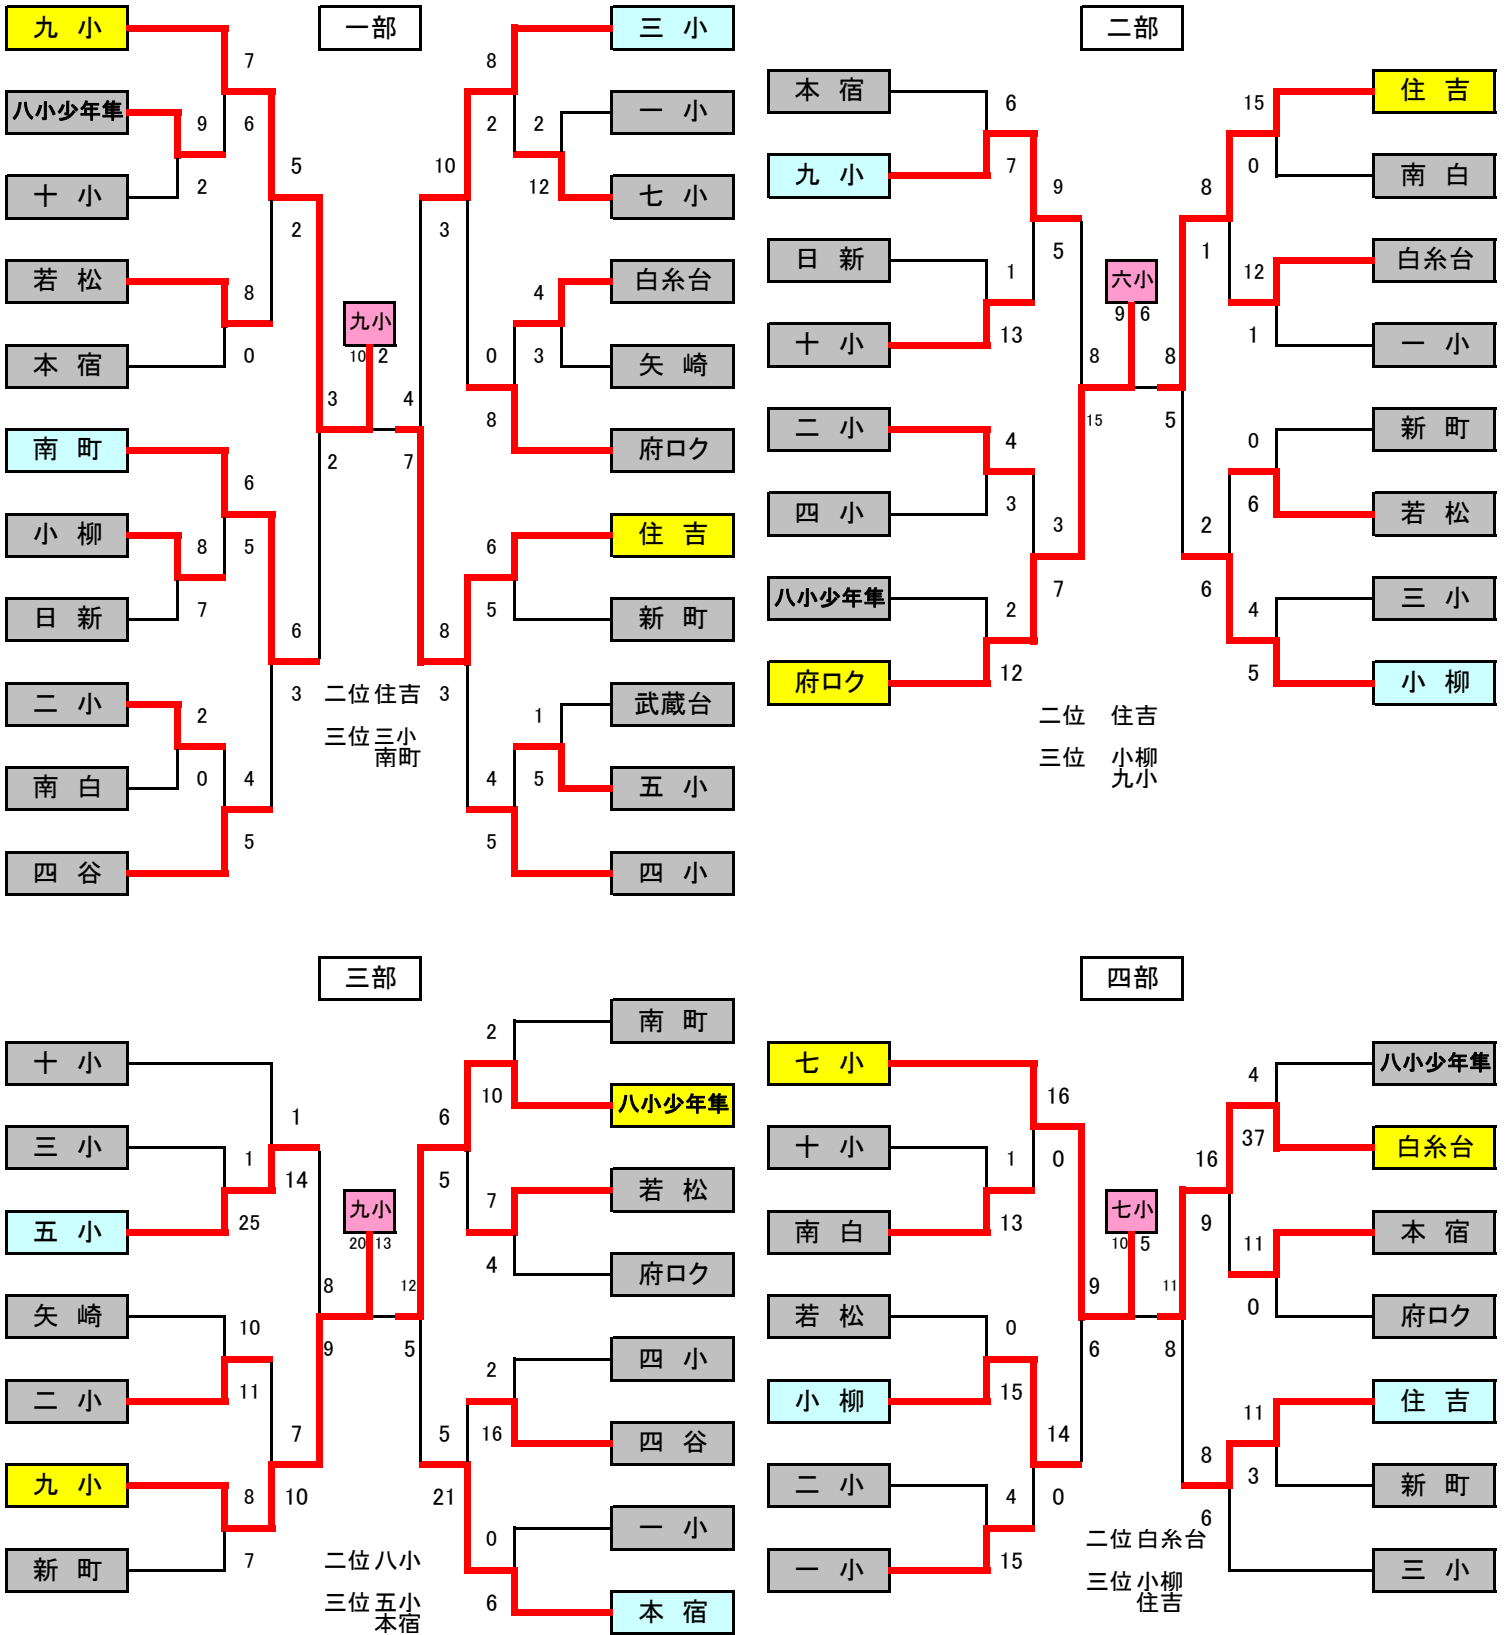 一部
九 小
八小少年隼
十 小
若 松
本 宿
南 町
小 柳
日 新
二 小
南 白
四 谷
7
9
6
2
5
2
8
0
3
2
6
8
5
7
6
3
2
0
4
5
九小
10 2
三 小
一 小
七 小
白糸台
矢 崎
府ロク
住 吉
新 町
武蔵台
五 小
四 小
8
2
2
12
10
3
4
3
0
8
4
7
6
5
8
3
1
5
4
5
二位 住吉
三位 三小
南町
二部
本 宿
九 小
日 新
十 小
二 小
四 小
八小少年隼
府ロク
6
7
9
5
1
13
8
15
4
3
3
7
2
12
六小
9 6
住 吉
南 白
白糸台
一 小
新 町
若 松
三 小
小 柳
15
0
8
1
12
1
8
5
0
6
2
6
4
5
二位 住吉
三位 小柳
九小
三部
十 小
三 小
五 小
矢 崎
二 小
九 小
新 町
1
14
1
25
8
9
10
11
7
10
8
7
九小
20 13
南 町
八小少年隼
若 松
府ロク
四 小
四 谷
一 小
本 宿
2
10
6
5
7
4
12
5
2
16
5
21
0
6
二位 八小
三位 五小
本宿
四部
七 小
十 小
南 白
若 松
小 柳
二 小
一 小
16
0
1
13
9
6
0
15
14
0
4
15
七小
10 5
八小少年隼
白糸台
本 宿
府ロク
住 吉
新 町
三 小
4
37
16
9
11
0
11
8
11
3
8
6
二位 白糸台
三位 小柳
住吉